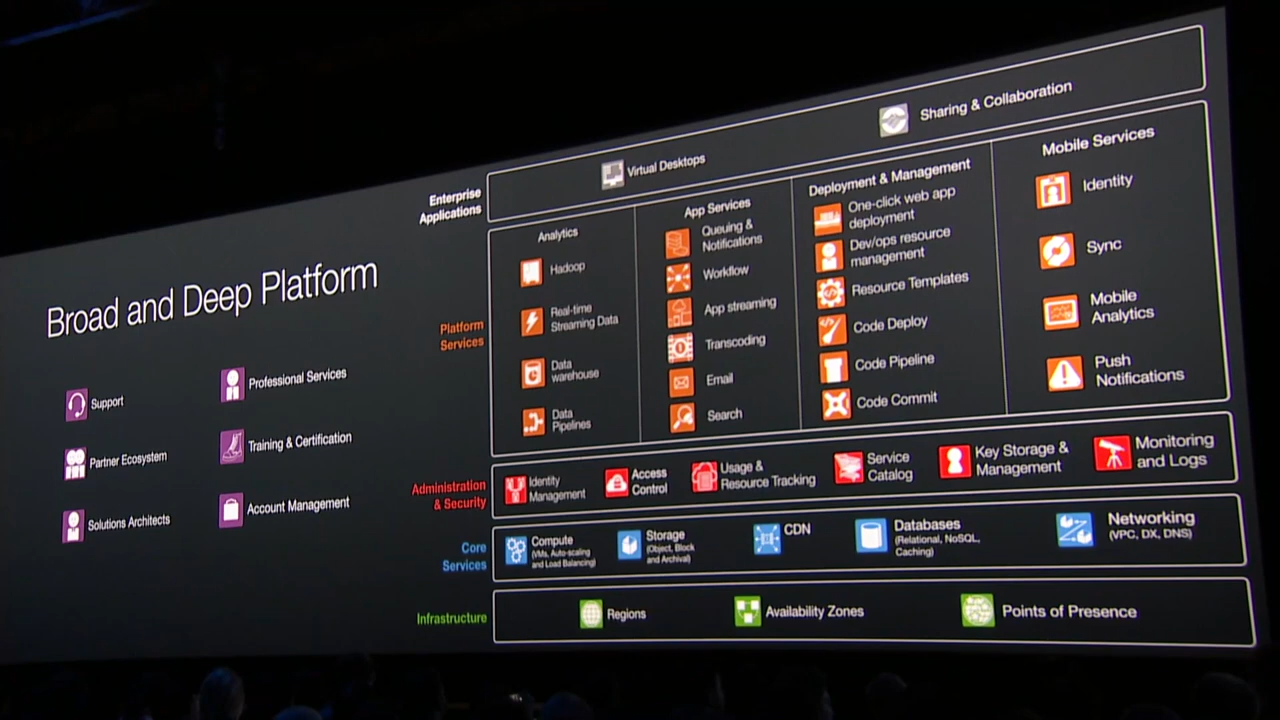 Broad and Deep Platform
Support
Professional Services
Partner Ecosystem
Training & Certification
Solutions Architects
Account Management
Enterprise
Applications
Virtual Desktops
Sharing & Collaboration
Platform
Services
Analytics
Hadoop
Real-time
Streaming Data
Data
warehouse
Data
Pipelines
App Services
Queuing &
Notifications
Workflow
App streaming
Transcoding
Email
Search
Deployment & Management
One-click web app
deployment
Dev/ops resource
management
Resource Templates
Code Deploy
Code Pipeline
Code Commit
Mobile Services
Identity
Sync
Mobile
Analytics
Push
Notifications
Administration
& Security
Identity
Management
Access
Control
Usage &
Resource Tracking
Service
Catalog
Key Storage &
Management
Monitoring
and Logs
Core
Services
Compute
(VMs, Auto-scaling
and Load Balancing)
Storage
(Object, Block
and Archival)
CDN
Databases
(Relational, NoSQL,
Caching)
Networking
(VPC, DX, DNS)
Infrastructure
Regions
Availability Zones
Points of Presence